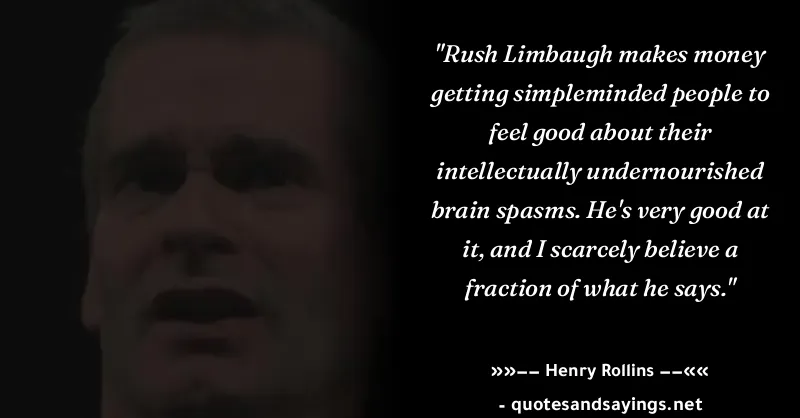 "Rush Limbaugh makes money
getting simpleminded people to
feel good about their
intellectually undernourished
brain spasms. He's very good at
it, and I scarcely believe a
fraction of what he says."
»»–– Henry Rollins ––««
- quotesandsayings.net